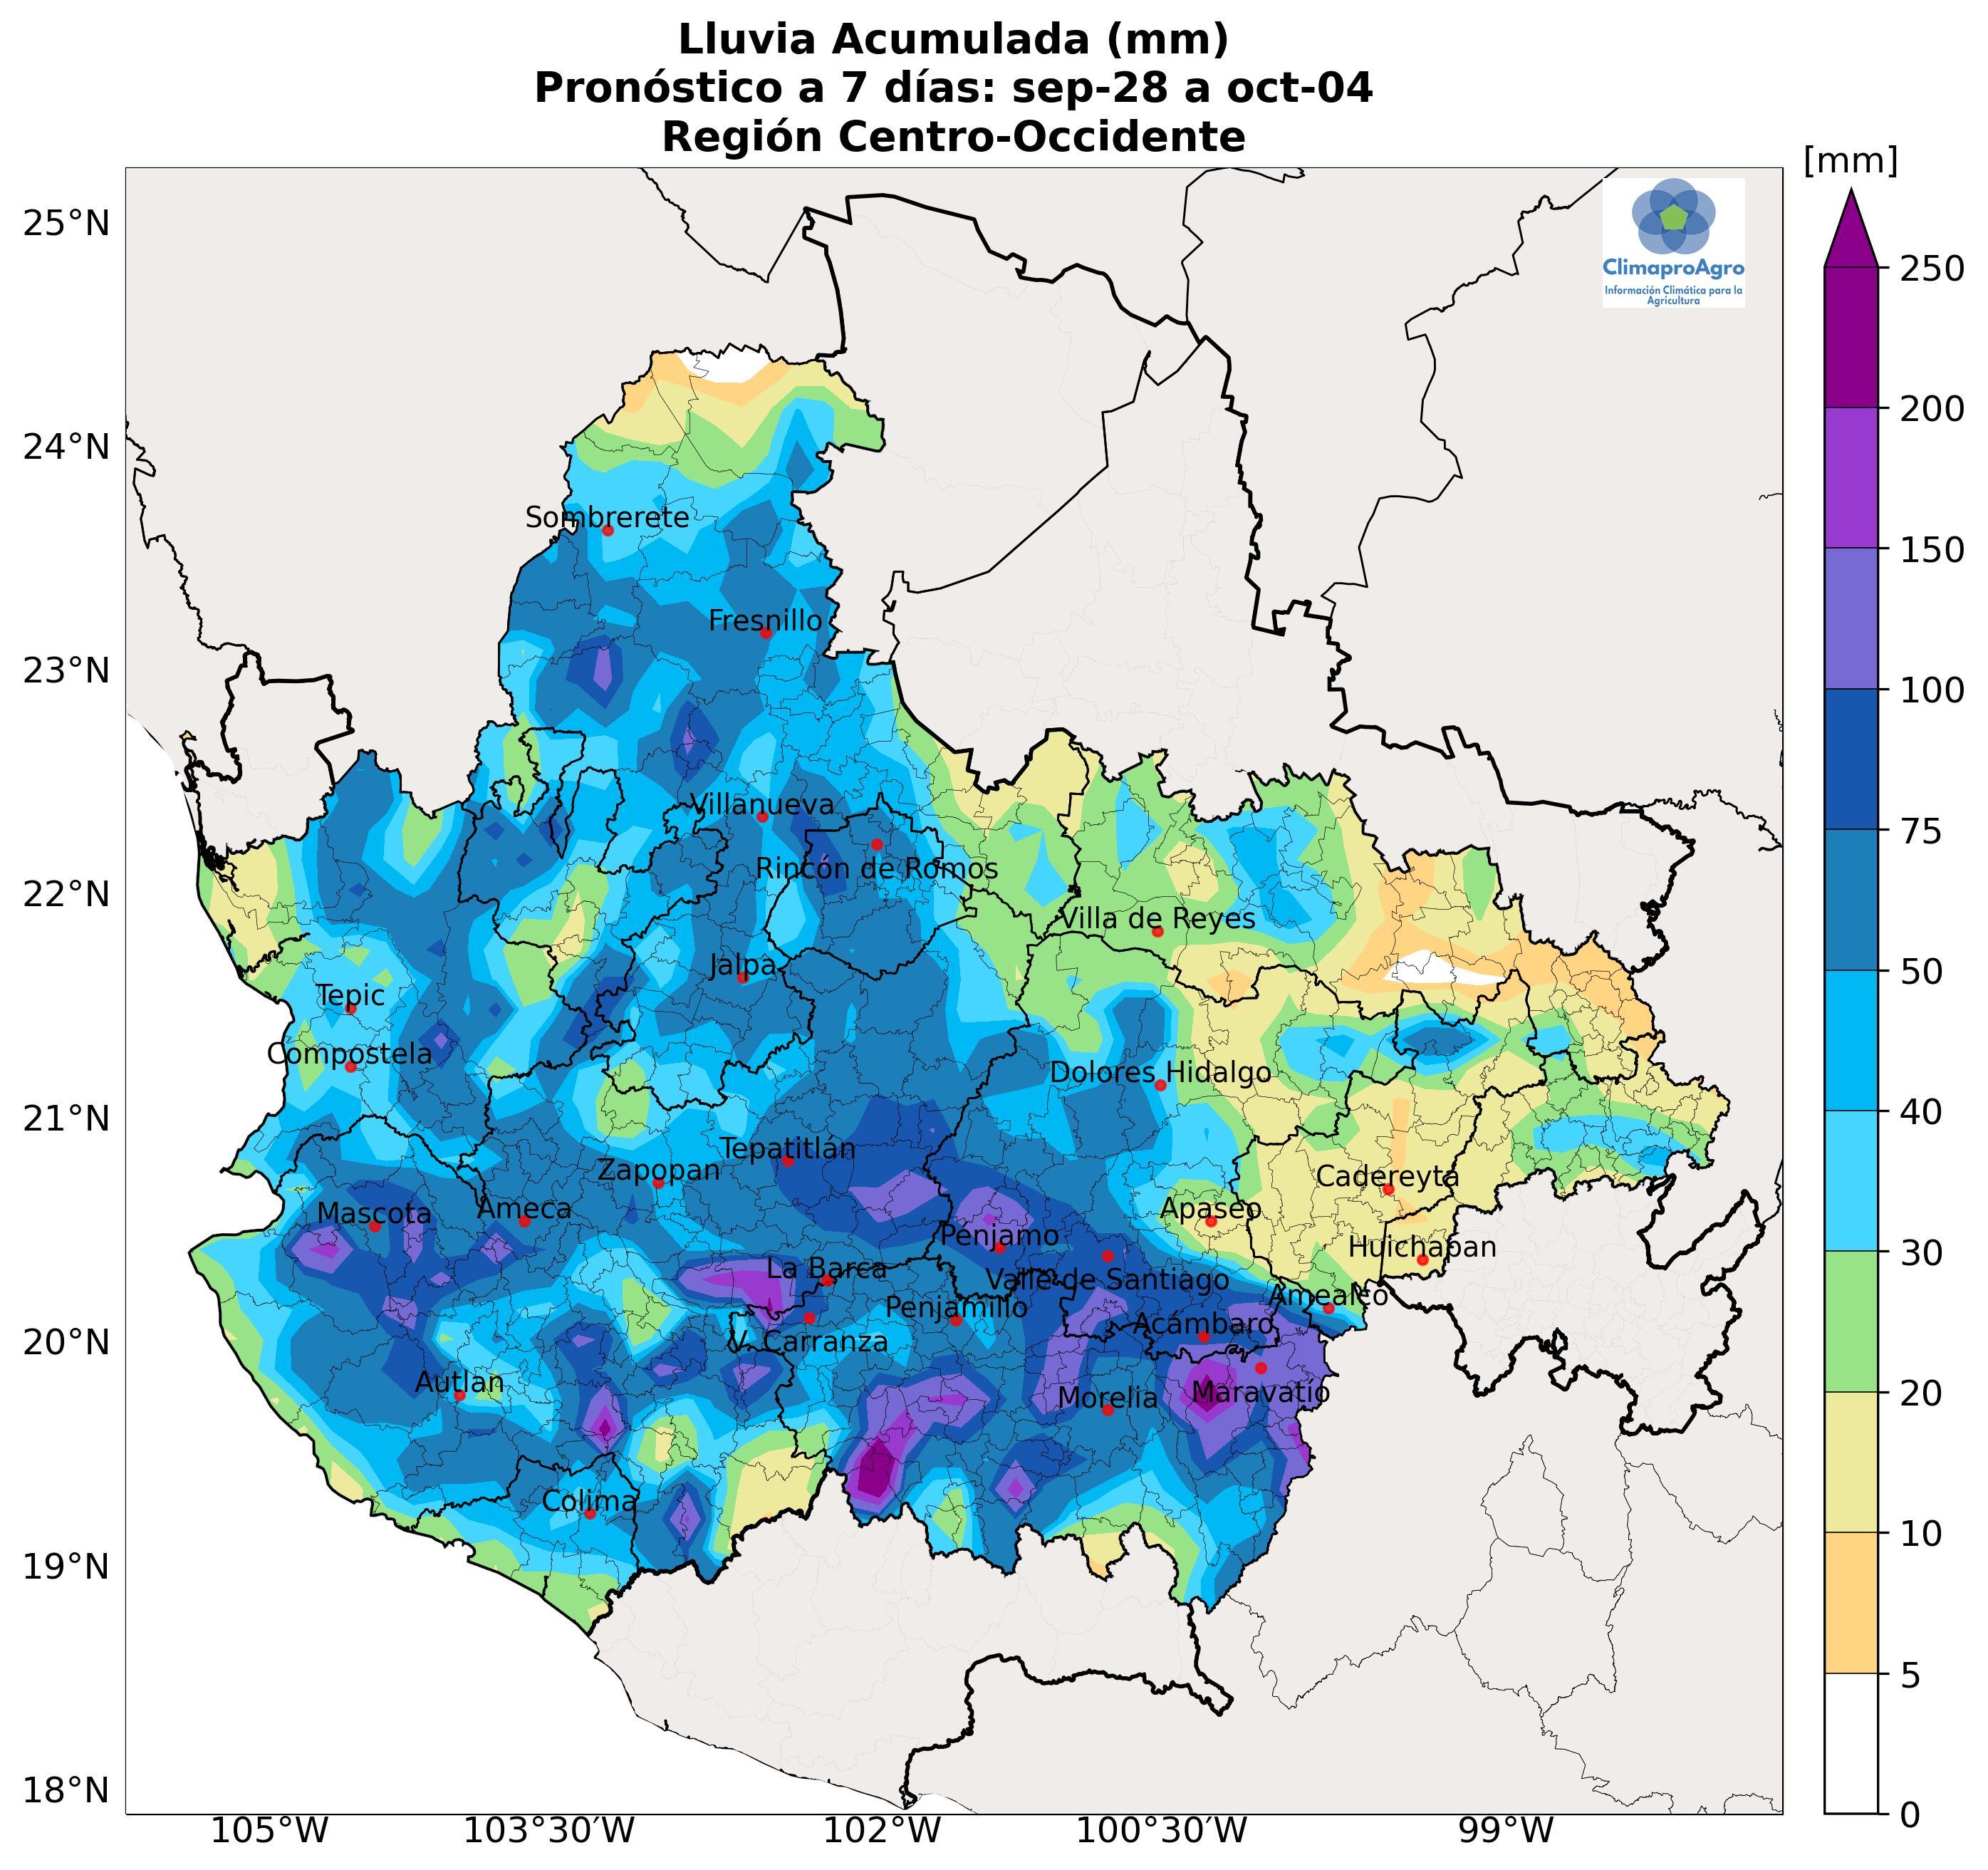 Lluvia Acumulada (mm)
Pronóstico a 7 días: sep-28 a oct-04
Región Centro-Occidente
[mm]
25°N
ClimaproAgro
Información Climática para la
Agricultura
250
200
24°N
Sombrerete
150
Fresnillo
23°N
100
Villanueva
75
Rincón de Romos
22°N
Villa de Reyes
Jalpa
50
Tepic
Compostela
Dolores Hidalgo
21°N
40
Tepatitlán
Zapopan
Cadereyta
Mascota
Ameca
Apaseo
Penjamo
Huichapan
30
La Barca
Valle de Santiago
Amealco
Penjamillo
Acámbaro
20°N
V. Carranza
Autlan
Morelia
Maravatío
20
Colima
10
19°N
5
18°N
0
105°W
103°30'W
102°W
100°30'W
99°W